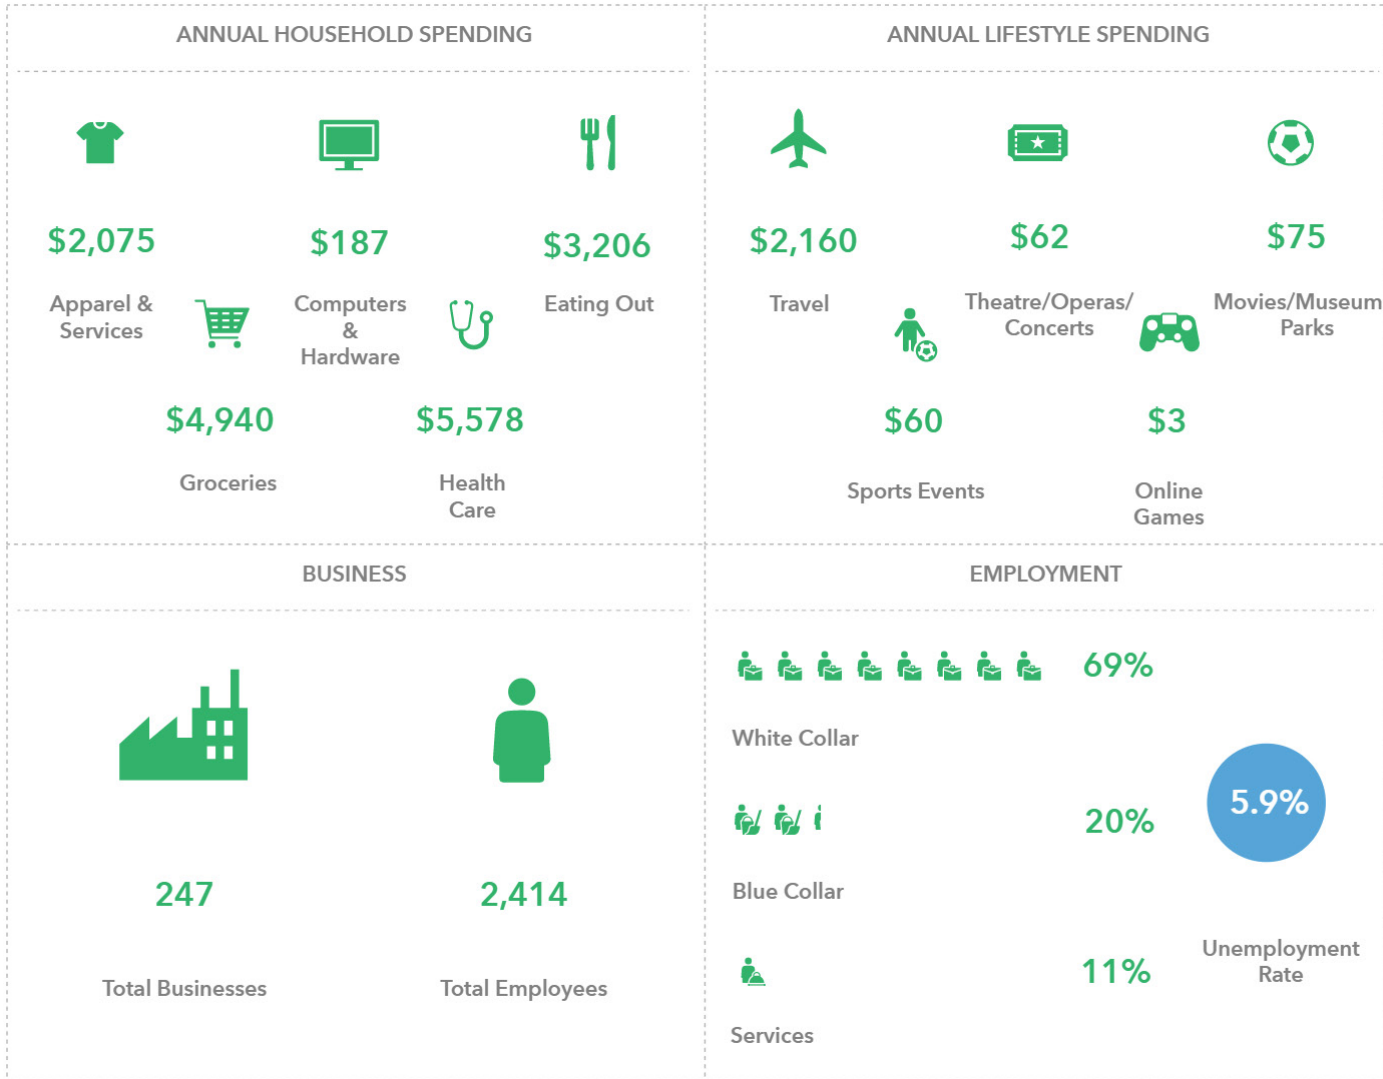 ANNUAL HOUSEHOLD SPENDING
$2,075
Apparel &
Services
$187
Computers
&
Hardware
$3,206
Eating Out
$4,940
Groceries
$5,578
Health
Care
ANNUAL LIFESTYLE SPENDING
$2,160
Travel
$62
Theatre/Operas/
Concerts
$75
Movies/Museum
Parks
$60
Sports Events
$3
Online
Games
BUSINESS
247
Total Businesses
2,414
Total Employees
EMPLOYMENT
69%
White Collar
20%
Blue Collar
11%
Services
5.9%
Unemployment
Rate